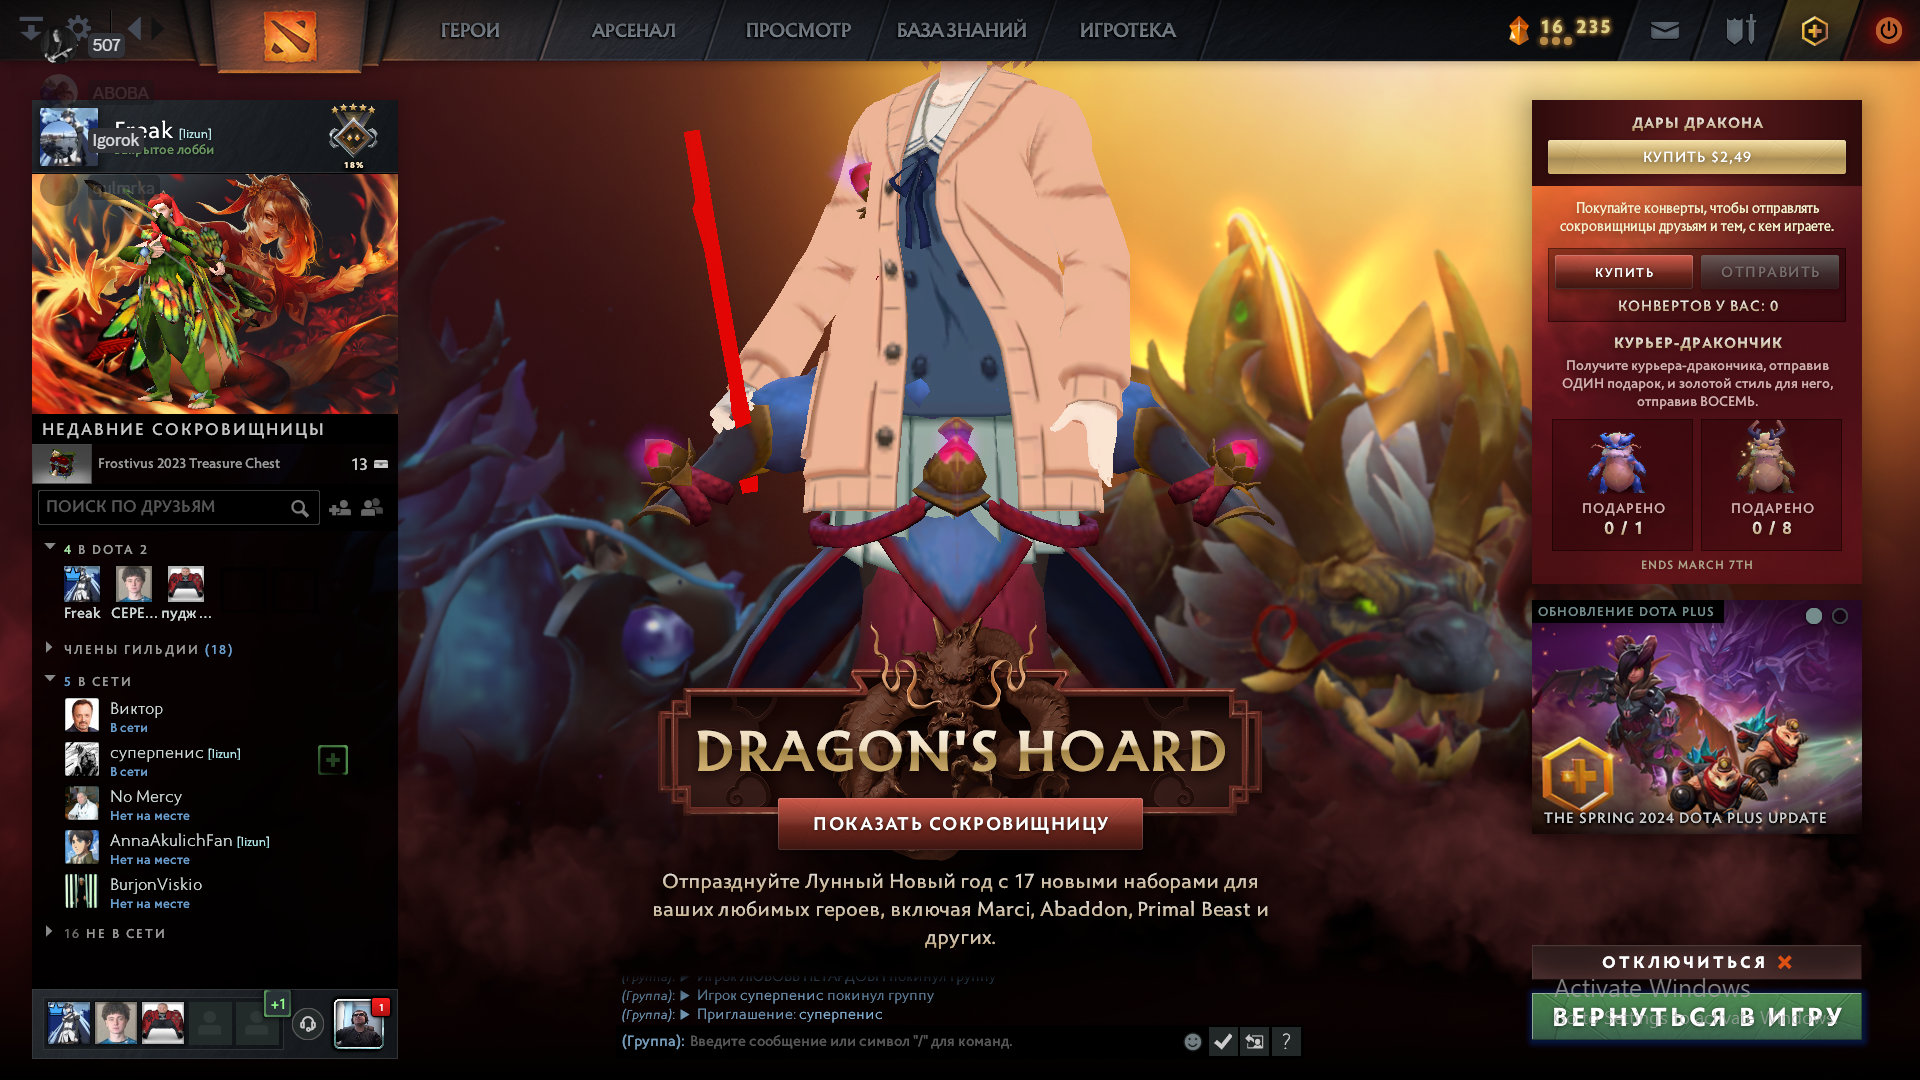 507
ГЕРОИ
АРСЕНАЛ
ПРОСМОТР
БАЗА ЗНАНИЙ
ИГРОТЕКА
16 235
ABOBA
Freak [lizun]
Igorok
18%
НЕДАВНИЕ СОКРОВИЩНИЦЫ
Frostivus 2023 Treasure Chest 13
ПОИСК ПО ДРУЗЬЯМ
4 В DOTA 2
Freak СЕРЕ... пудж ...
ЧЛЕНЫ ГИЛЬДИИ (18)
5 В СЕТИ
Виктор
В сети
суперпенис [lizun]
В сети
No Mercy
Нет на месте
AnnaAkulichFan [lizun]
Нет на месте
BurjonViskio
Нет на месте
16 НЕ В СЕТИ
+1
1
DRAGON'S HOARD
ПОКАЗАТЬ СОКРОВИЩНИЦУ
Отпразднуйте Лунный Новый год с 17 новыми наборами для
ваших любимых героев, включая Marci, Abaddon, Primal Beast и
других.
(Группа): Игрок суперпенис покинул группу
(Группа): Приглашение: суперпенис
(Группа): Введите сообщение или символ "/" для команд.
?
ДАРЫ ДРАКОНА
КУПИТЬ $2,49
Покупайте конверты, чтобы отправлять
сокровищницы друзьям и тем, с кем играете.
КУПИТЬ ОТПРАВИТЬ
КОНВЕРТОВ У ВАС: 0
КУРЬЕР-ДРАКОНЧИК
Получите курьера-дракончика, отправив
ОДИН подарок, и золотой стиль для него,
отправив ВОСЕМЬ.
ПОДАРЕНО ПОДАРЕНО
0 / 1 0 / 8
ENDS MARCH 7TH
ОБНОВЛЕНИЕ DOTA PLUS
THE SPRING 2024 DOTA PLUS UPDATE
ОТКЛЮЧИТЬСЯ
Activate Windows
ВЕРНУТЬСЯ В ИГРУ